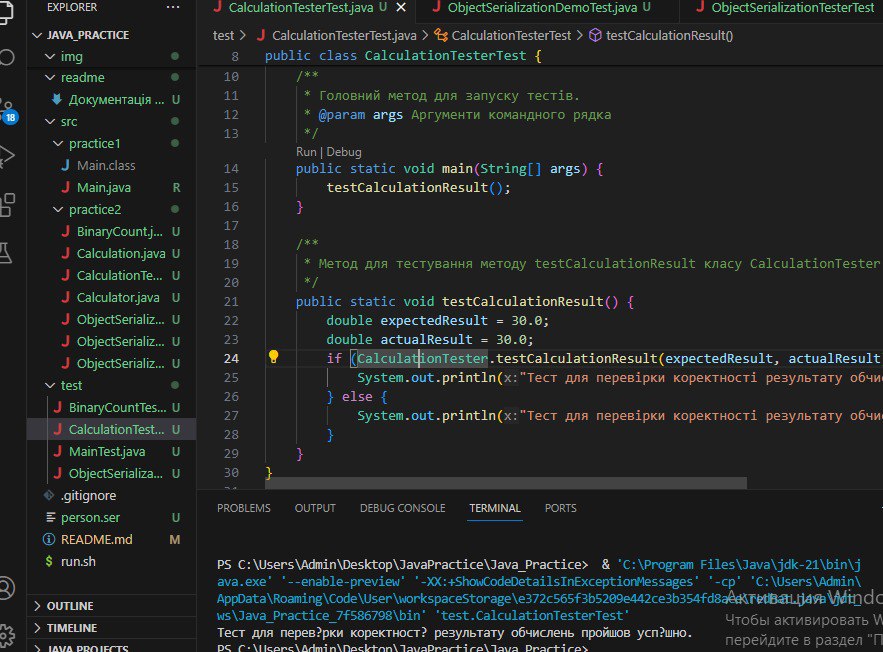 EXPLORER
JAVA_PRACTICE
img
readme
Документація ... U
src
practice1
Main.class
Main.java R
practice2
BinaryCount.j... U
Calculation.java U
CalculationTe... U
Calculator.java U
ObjectSerializ... U
ObjectSerializ... U
ObjectSerializ... U
test
BinaryCountTes... U
CalculationTest... U
MainTest.java U
ObjectSerializa... U
.gitignore
person.ser U
README.md M
run.sh
OUTLINE
TIMELINE
JAVA PROJECTS
18
CalculationTesterTest.java U
ObjectSerializationDemoTest.java U
ObjectSerializationTesterTest
test > CalculationTesterTest.java > CalculationTesterTest > testCalculationResult()
8 public class CalculationTesterTest {
10 /**
11 * Головний метод для запуску тестів.
12 * @param args Аргументи командного рядка
13 */
Run | Debug
14 public static void main(String[] args) {
15 testCalculationResult();
16 }
17
18 /**
19 * Метод для тестування методу testCalculationResult класу CalculationTester
20 */
21 public static void testCalculationResult() {
22 double expectedResult = 30.0;
23 double actualResult = 30.0;
24 if (CalculationTester.testCalculationResult(expectedResult, actualResult
25 System.out.println(x:"Тест для перевірки коректності результату обчис
26 } else {
27 System.out.println(x:"Тест для перевірки коректності результату обчис
28 }
29 }
30 }
PROBLEMS OUTPUT DEBUG CONSOLE TERMINAL PORTS
PS C:\Users\Admin\Desktop\JavaPractice\Java_Practice> & 'C:\Program Files\Java\jdk-21\bin\j
ava.exe' '--enable-preview' '-XX:+ShowCodeDetailsInExceptionMessages' '-cp' 'C:\Users\Admin\
AppData\Roaming\Code\User\workspaceStorage\e372c565f3b5209e442ce3b354fd8a
ws\Java_Practice_7f586798\bin' 'test.CalculationTesterTest'
Тест для перев?рки коректност? результату обчислень пройшов усп?шно.
PS C:\Users\Admin\Desktop\JavaPractice\Java_Practice>
Активация Windo
Чтобы активировать W
перейдите в раздел "П